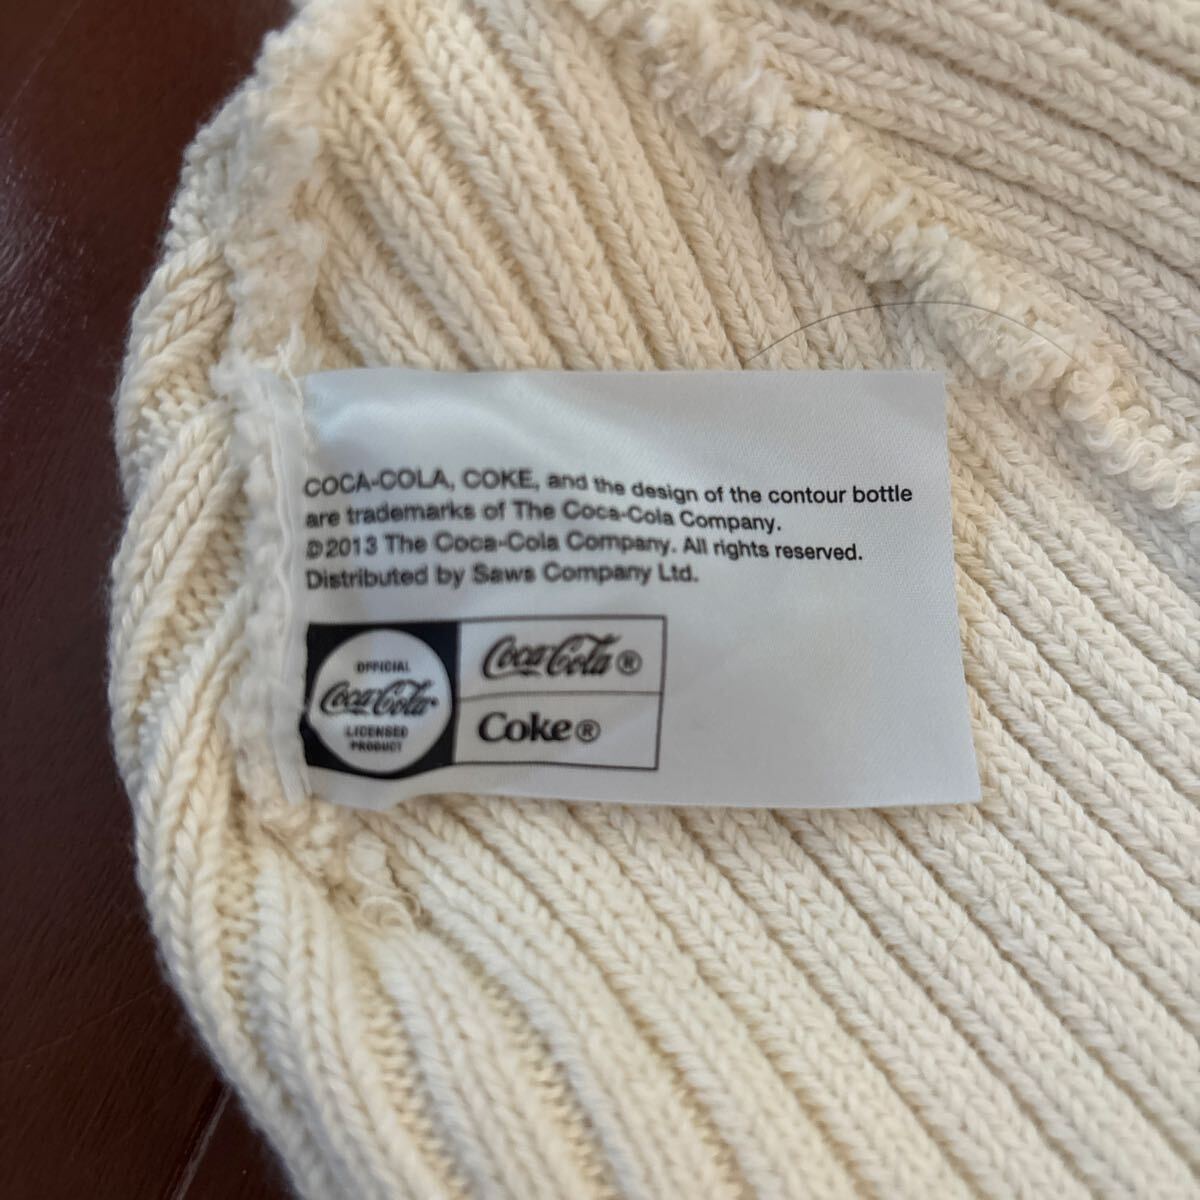 COCA-COLA, COKE, and the design of the contour bottle
are trademarks of The Coca-Cola Company.
©2013 The Coca-Cola Company. All rights reserved.
Distributed by Saws Company Ltd.
OFFICIAL
Coca-Cola
LICENSED
PRODUCT
Coca-Cola®
Coke®